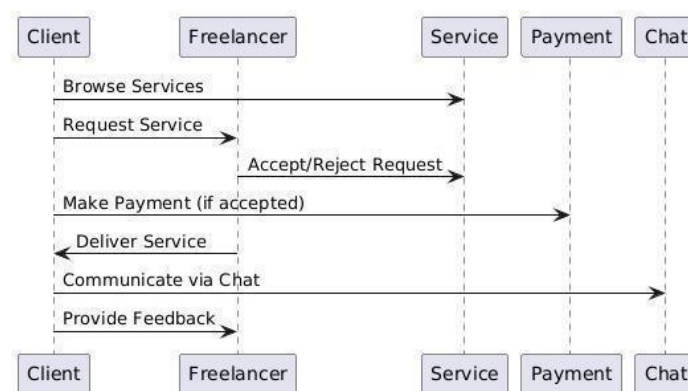 Client Freelancer Service Payment Chat
Browse Services
Request Service
Accept/Reject Request
Make Payment (if accepted)
Deliver Service
Communicate via Chat
Provide Feedback
Client Freelancer Service Payment Chat